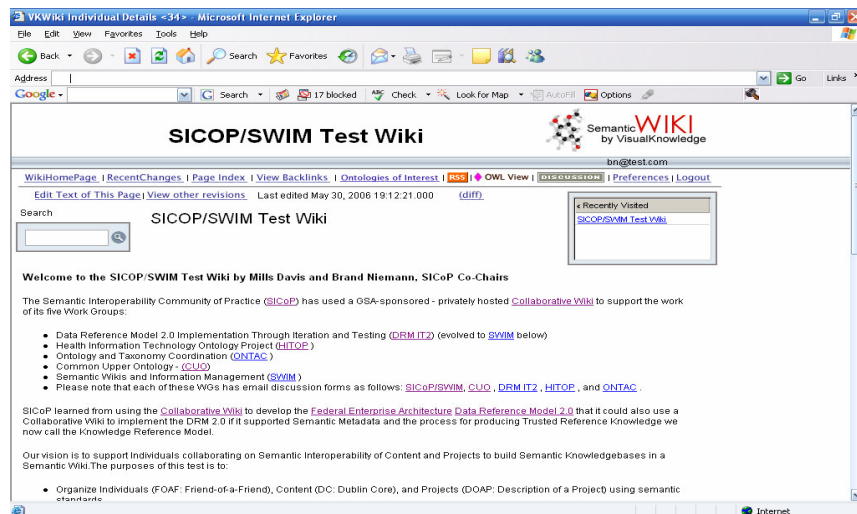 VKWiki Individual Details <34> - Microsoft Internet Explorer
File Edit View Favorites Tools Help
Back Search Favorites
Address Go Links »
Google Search 17 blocked Check Look for Map AutoFill Options
SICOP/SWIM Test Wiki
Semantic WIKI
by VisualKnowledge
bn@test.com
WikiHomePage | RecentChanges | Page Index | View Backlinks | Ontologies of Interest | RSS | OWL View | DISCUSSION | Preferences | Logout
Edit Text of This Page | View other revisions Last edited May 30, 2006 19:12:21.000 (diff)
Search
SICOP/SWIM Test Wiki
« Recently Visited
SICOP/SWIM Test Wiki
Welcome to the SICOP/SWIM Test Wiki by Mills Davis and Brand Niemann, SICoP Co-Chairs
The Semantic Interoperability Community of Practice (SICoP) has used a GSA-sponsored - privately hosted Collaborative Wiki to support the work
of its five Work Groups:
• Data Reference Model 2.0 Implementation Through Iteration and Testing (DRM IT2) (evolved to SWIM below)
• Health Information Technology Ontology Project (HITOP )
• Ontology and Taxonomy Coordination (ONTAC )
• Common Upper Ontology - (CUO)
• Semantic Wikis and Information Management (SWIM )
• Please note that each of these WGs has email discussion forms as follows: SICoP/SWIM, CUO , DRM IT2 , HITOP , and ONTAC .
SICoP learned from using the Collaborative Wiki to develop the Federal Enterprise Architecture Data Reference Model 2.0 that it could also use a
Collaborative Wiki to implement the DRM 2.0 if it supported Semantic Metadata and the process for producing Trusted Reference Knowledge we
now call the Knowledge Reference Model.
Our vision is to support Individuals collaborating on Semantic Interoperability of Content and Projects to build Semantic Knowledgebases in a
Semantic Wiki.The purposes of this test is to:
• Organize Individuals (FOAF: Friend-of-a-Friend), Content (DC: Dublin Core), and Projects (DOAP: Description of a Project) using semantic
standards
Internet